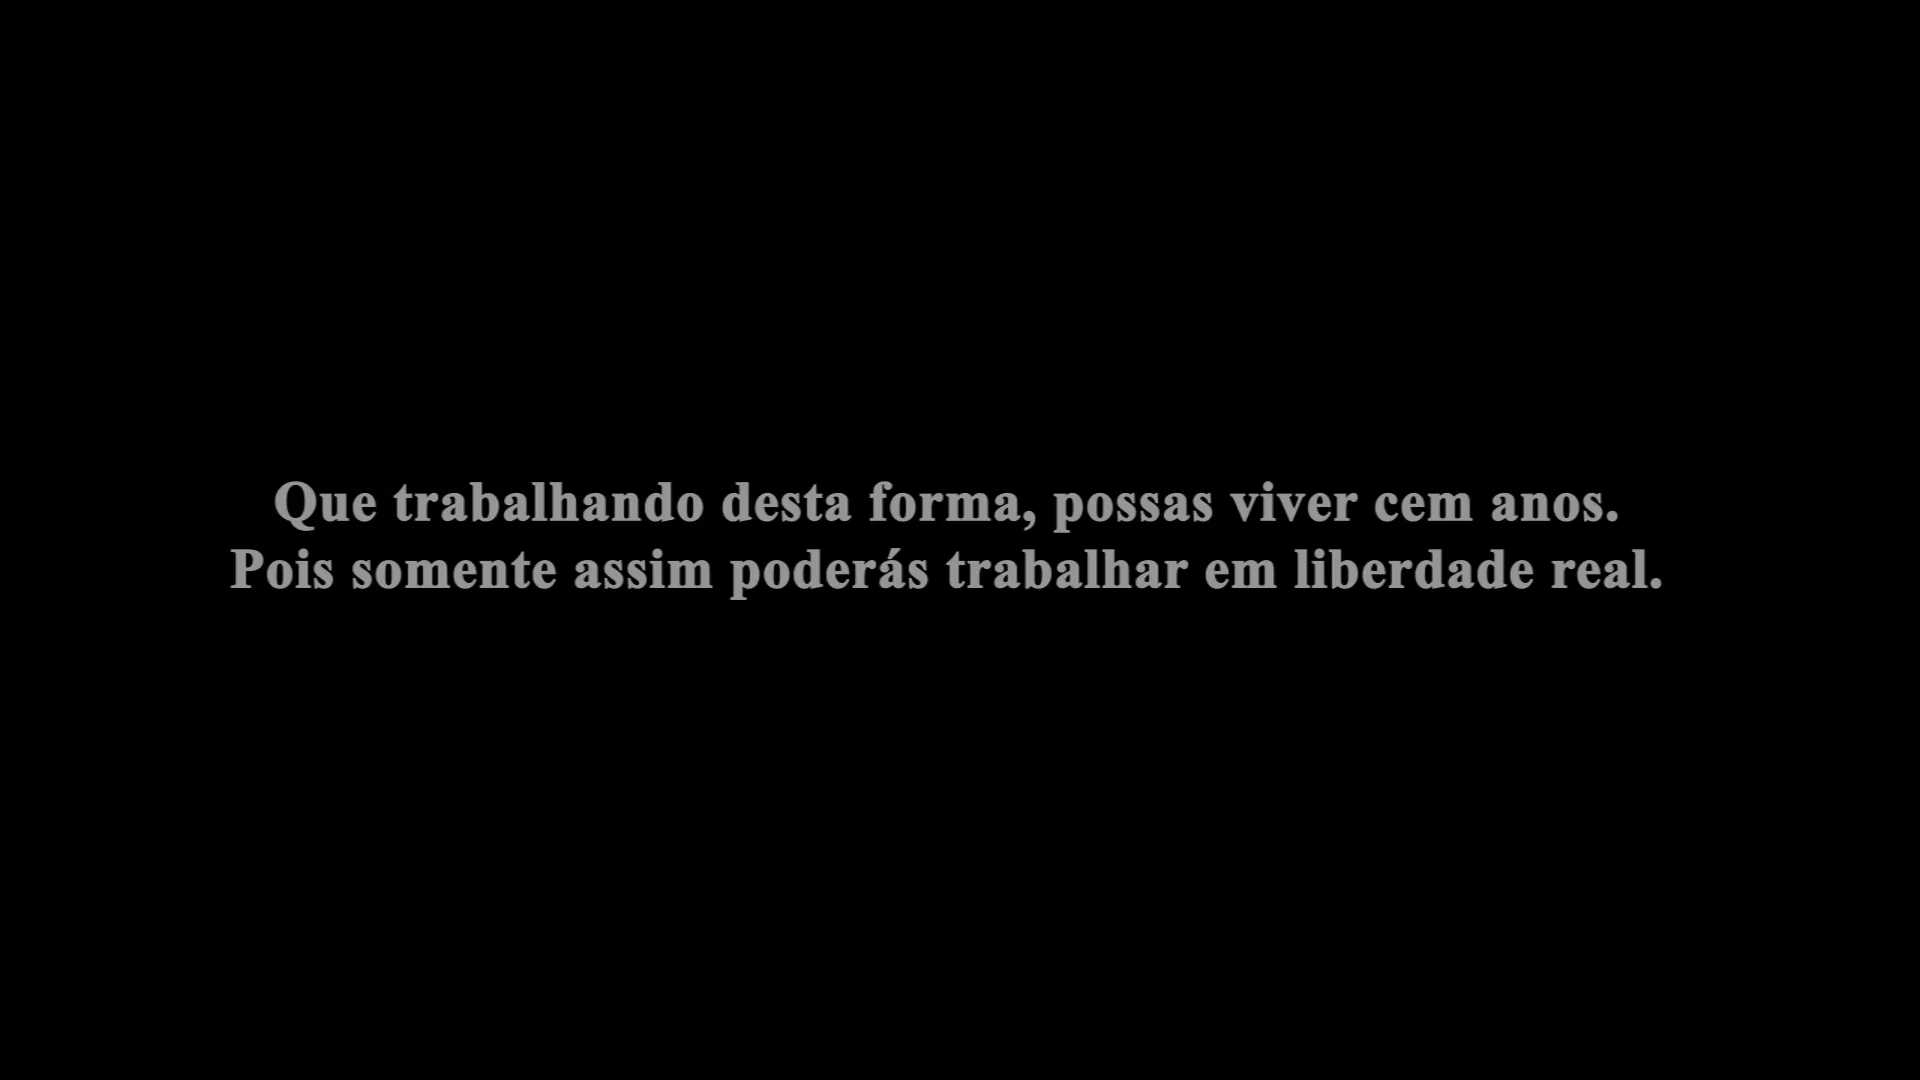 Que trabalhando desta forma, possas viver cem anos.
Pois somente assim poderás trabalhar em liberdade real.